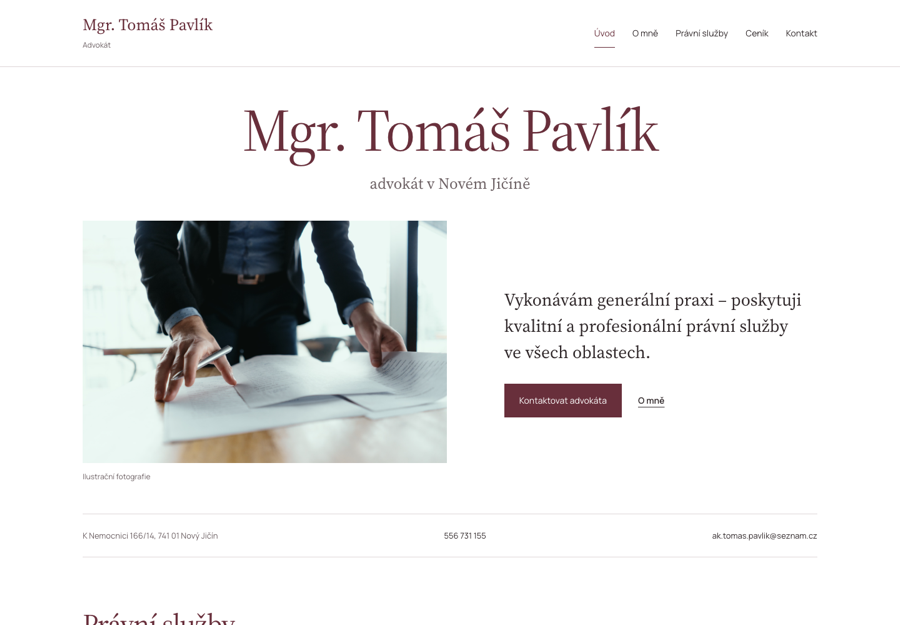 Mgr. Tomáš Pavlík
Advokát
Úvod
O mně
Právní služby
Ceník
Kontakt
Mgr. Tomáš Pavlík
advokát v Novém Jičíně
Vykonávám generální praxi – poskytuji
kvalitní a profesionální právní služby
ve všech oblastech.
Kontaktovat advokáta
O mně
Ilustrační fotografie
K Nemocnici 166/14, 741 01 Nový Jičín
556 731 155
ak.tomas.pavlik@seznam.cz
Právní služby